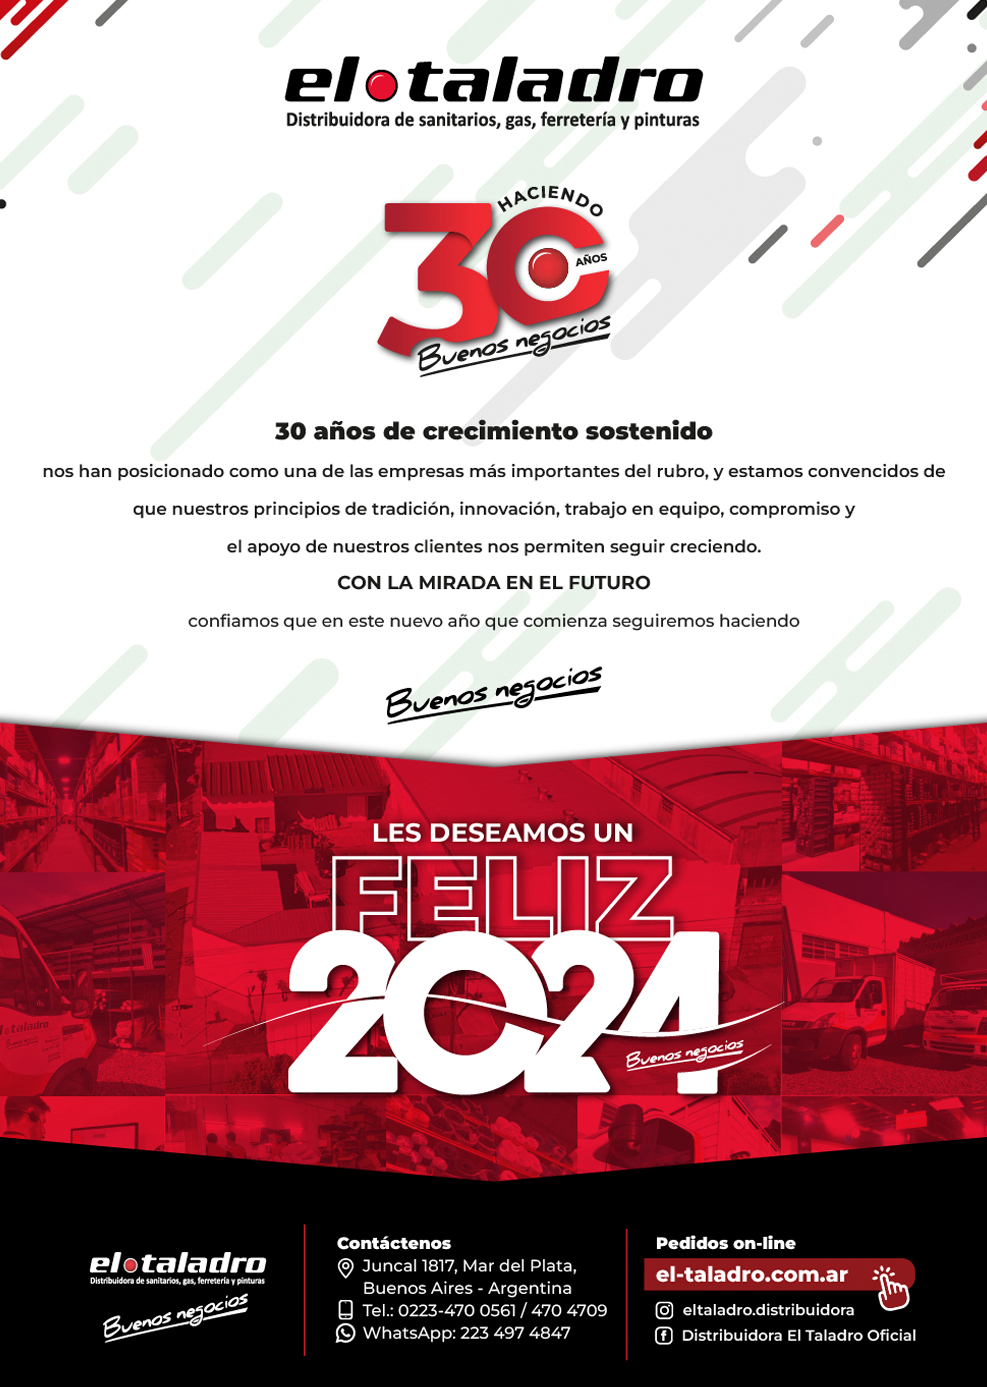 el taladro
Distribuidora de sanitarios, gas, ferretería y pinturas
HACIENDO
30
AÑOS
Buenos negocios
30 años de crecimiento sostenido
nos han posicionado como una de las empresas más importantes del rubro, y estamos convencidos de
que nuestros principios de tradición, innovación, trabajo en equipo, compromiso y
el apoyo de nuestros clientes nos permiten seguir creciendo.
CON LA MIRADA EN EL FUTURO
confiamos que en este nuevo año que comienza seguiremos haciendo
Buenos negocios
LES DESEAMOS UN
FELIZ
2024
Buenos negocios
el taladro
el taladro
Distribuidora de sanitarios, gas, ferretería y pinturas
Buenos negocios
Contáctenos
Juncal 1817, Mar del Plata,
Buenos Aires - Argentina
Tel.: 0223-470 0561 / 470 4709
WhatsApp: 223 497 4847
Pedidos on-line
el-taladro.com.ar
eltaladro.distribuidora
Distribuidora El Taladro Oficial